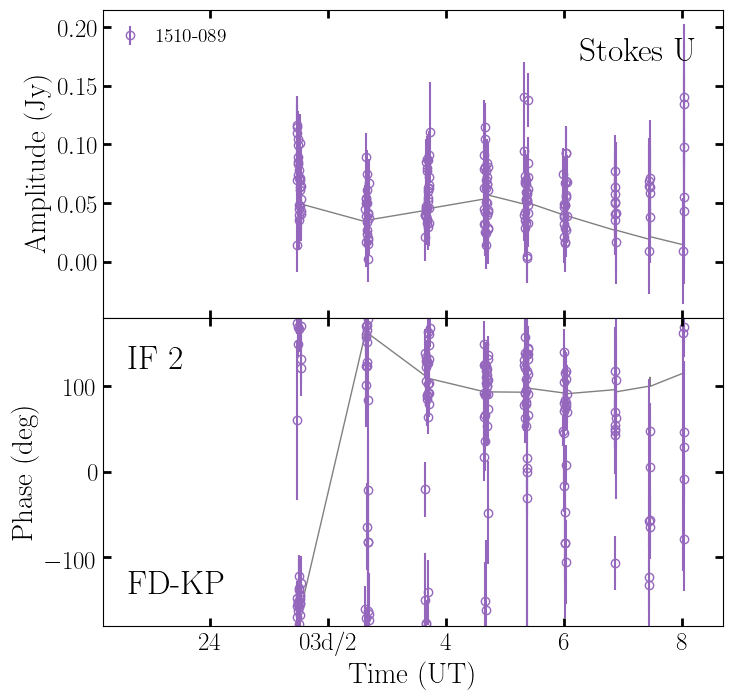 1510-089
Stokes U
0.20
0.15
0.10
0.05
0.00
Amplitude (Jy)
IF 2
100
0
−100
Phase (deg)
FD-KP
24 03d/2 4 6 8
Time (UT)